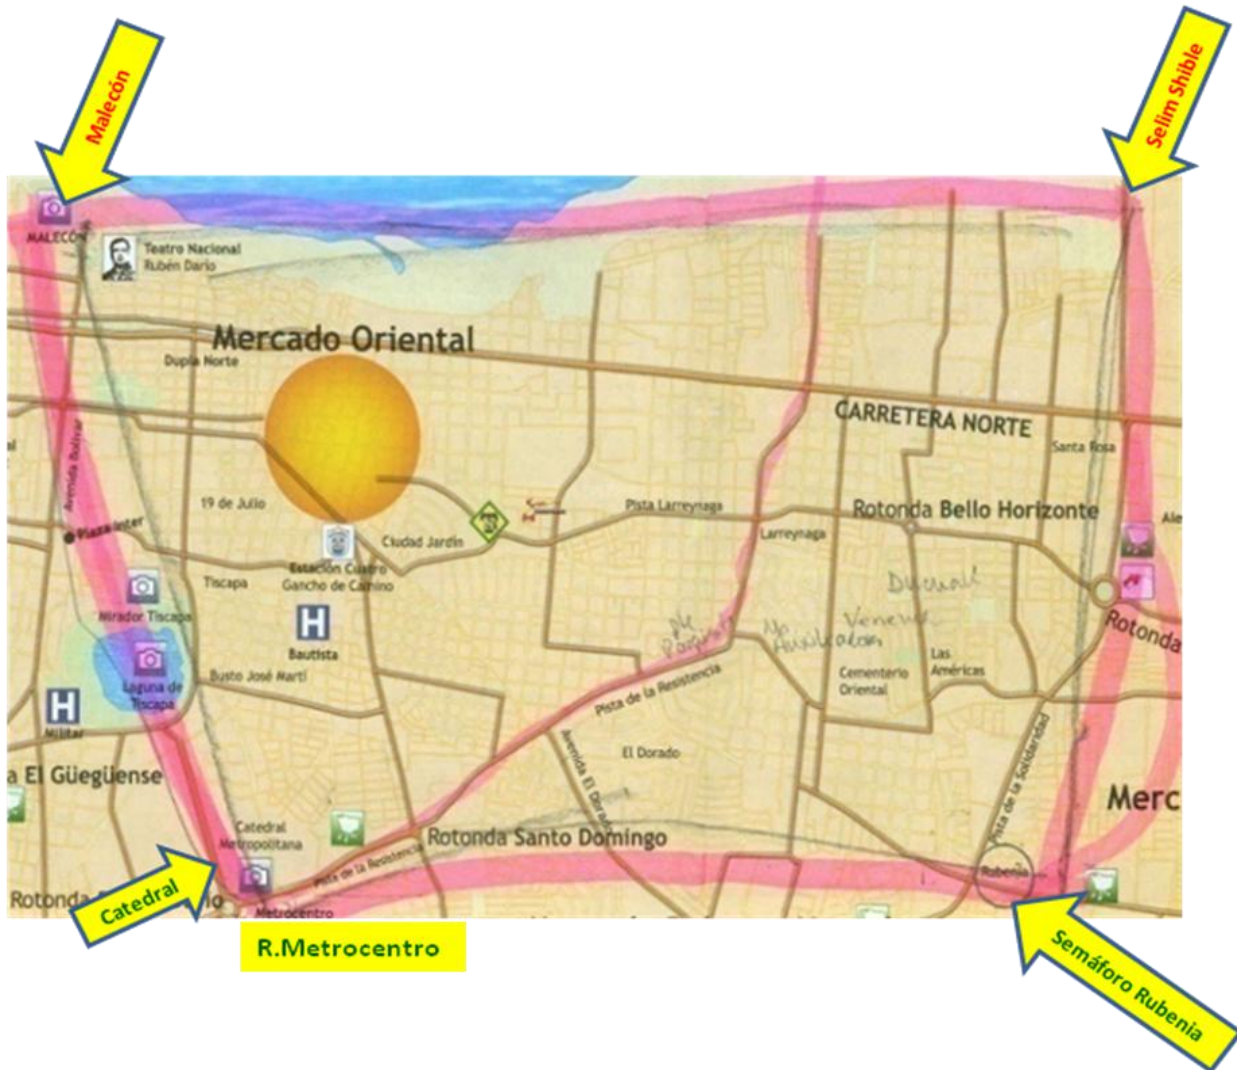 Malecón
Selim Shible
MALECÓN
Teatro Nacional
Rubén Darío
Mercado Oriental
Dupla Norte
CARRETERA NORTE
Santa Rosa
Avenida Bolívar
19 de Julio
Pista Larreynaga
Rotonda Bello Horizonte
Ale
Plaza Inter
Ciudad Jardín
Larreynaga
Estación Cuatro
Gancho de Camino
Tiscapa
Mirador Tiscapa
H
Bautista
Rotonda
Laguna de
Tiscapa
Busto José Martí
Las
Américas
Cementerio
Oriental
Pista de la Resistencia
H
Militar
El Dorado
Avenida El Dorado
Pista de la Solidaridad
a El Güegüense
Merc
Catedral
Metropolitana
Rotonda Santo Domingo
Pista de la Resistencia
Rubenia
Catedral
Rotonda
io
Metrocentro
R.Metrocentro
Semáforo Rubenia